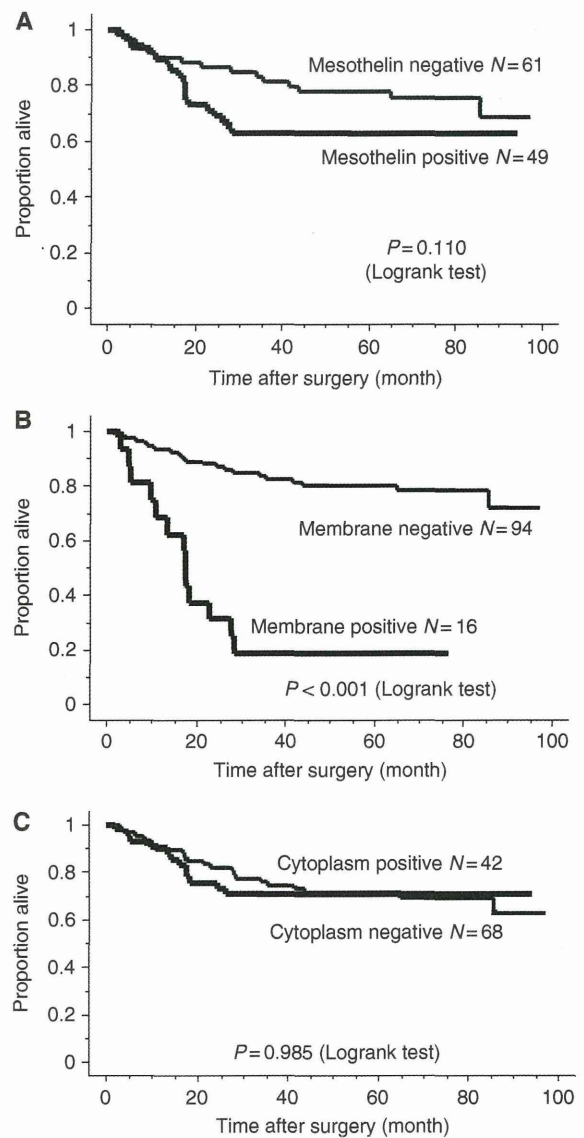 A
1
0.8
0.6
0.4
0.2
0
Proportion alive
Mesothelin negative N=61
Mesothelin positive N=49
P=0.110
(Logrank test)
0 20 40 60 80 100
Time after surgery (month)
B
1
0.8
0.6
0.4
0.2
0
Proportion alive
Membrane negative N=94
Membrane positive N=16
P<0.001 (Logrank test)
0 20 40 60 80 100
Time after surgery (month)
C
1
0.8
0.6
0.4
0.2
0
Proportion alive
Cytoplasm positive N=42
Cytoplasm negative N=68
P=0.985 (Logrank test)
0 20 40 60 80 100
Time after surgery (month)